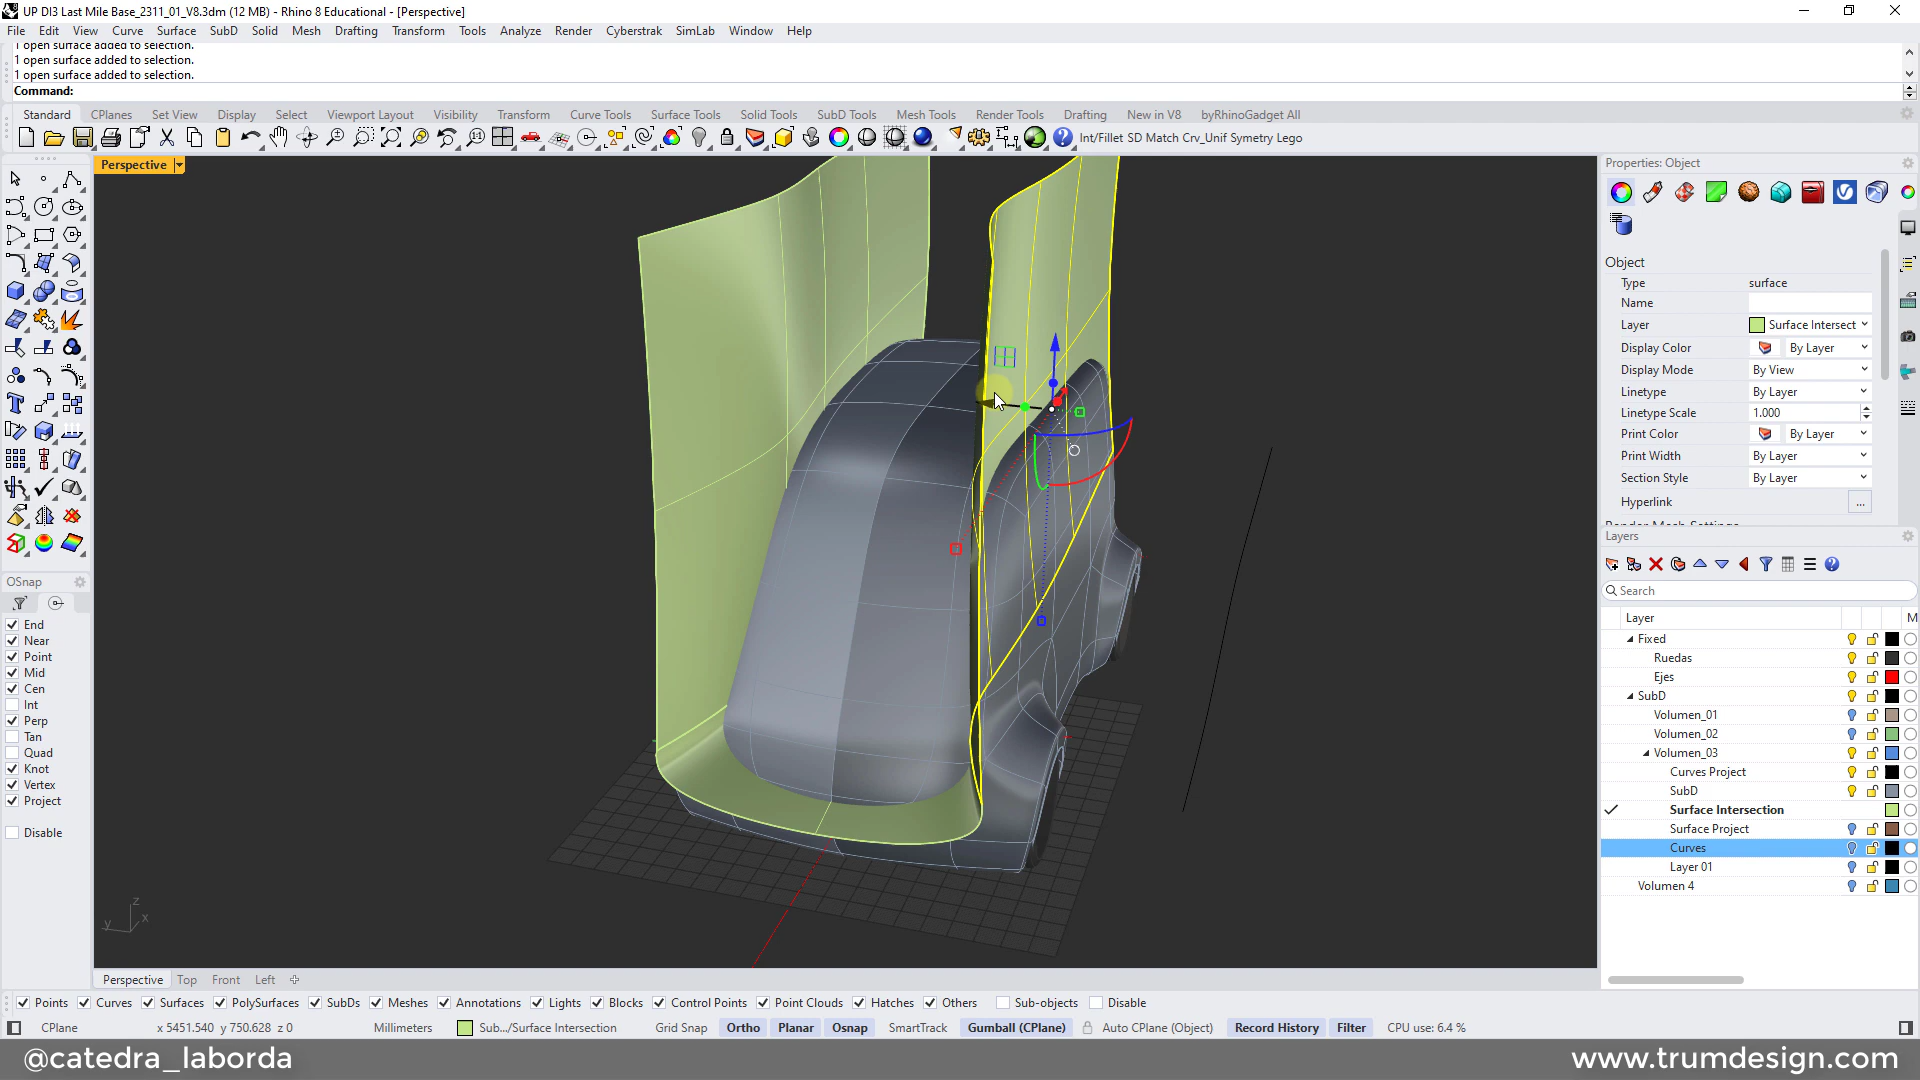 UP DI3 Last Mile Base_2311_01_V8.3dm (12 MB) - Rhino 8 Educational - [Perspective]
File Edit View Curve Surface SubD Solid Mesh Drafting Transform Tools Analyze Render Cyberstrak SimLab Window Help
1 open surface added to selection.
1 open surface added to selection.
1 open surface added to selection.
Command:
Standard CPlanes Set View Display Select Viewport Layout Visibility Transform Curve Tools Surface Tools Solid Tools SubD Tools Mesh Tools Render Tools Drafting New in V8 byRhinoGadget All
Int/Fillet SD Match Crv_Unif Symetry Lego
Perspective
Properties: Object
Object
Type surface
Name
Layer Surface Intersect
Display Color By Layer
Display Mode By View
Linetype By Layer
Linetype Scale 1.000
Print Color By Layer
Print Width By Layer
Section Style By Layer
Hyperlink ...
Render Mesh Settings
Layers
Search
Layer M
Fixed
Ruedas
Ejes
SubD
Volumen_01
Volumen_02
Volumen_03
Curves Project
SubD
Surface Intersection
Surface Project
Curves
Layer 01
Volumen 4
OSnap
End
Near
Point
Mid
Cen
Int
Perp
Tan
Quad
Knot
Vertex
Project
Disable
z
y x
Perspective Top Front Left
Points Curves Surfaces PolySurfaces SubDs Meshes Annotations Lights Blocks Control Points Point Clouds Hatches Others Sub-objects Disable
CPlane x 5451.540 y 750.628 z 0 Millimeters Sub.../Surface Intersection Grid Snap Ortho Planar Osnap SmartTrack Gumball (CPlane) Auto CPlane (Object) Record History Filter CPU use: 6.4 %
@catedra_laborda www.trumdesign.com